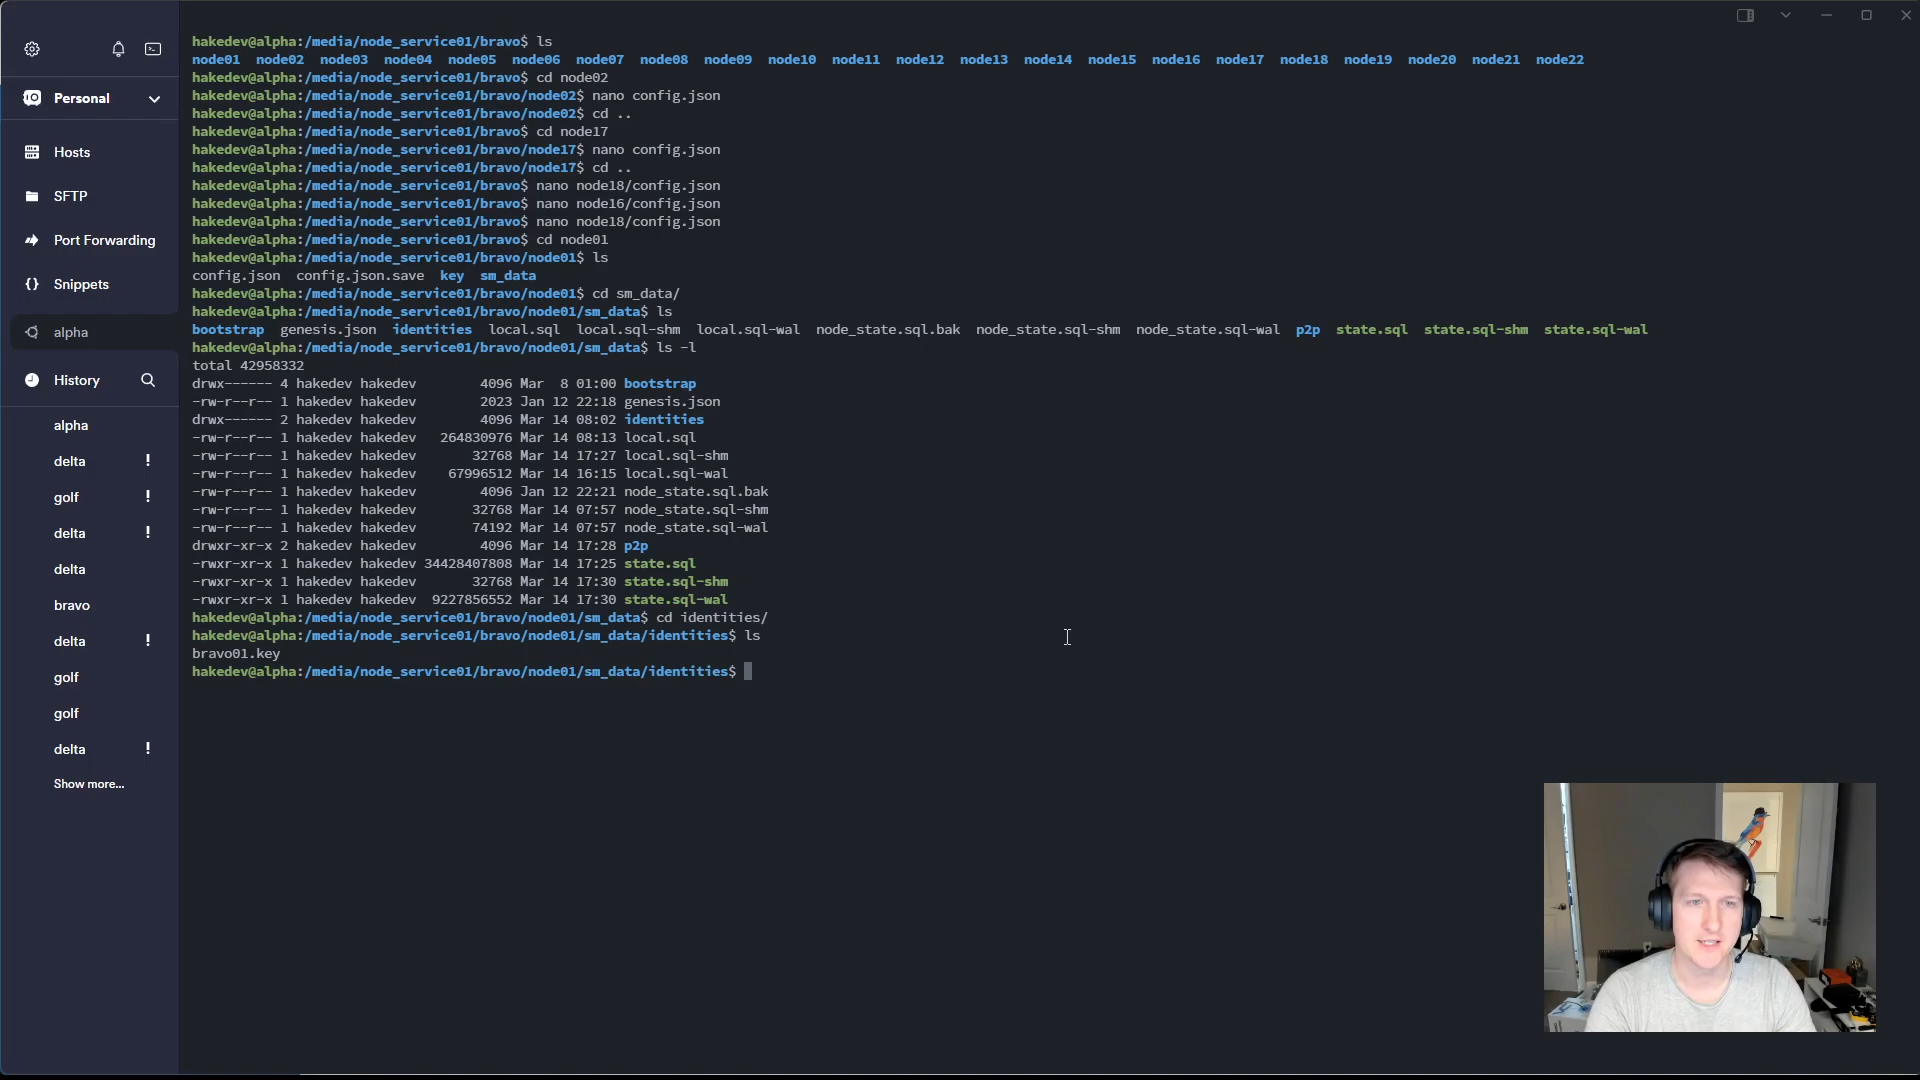 Personal
Hosts
SFTP
Port Forwarding
Snippets
alpha
History
alpha
delta !
golf !
delta !
delta
bravo
delta !
golf
golf
delta !
Show more...
hakedev@alpha:/media/node_service01/bravo$ ls
node01 node02 node03 node04 node05 node06 node07 node08 node09 node10 node11 node12 node13 node14 node15 node16 node17 node18 node19 node20 node21 node22
hakedev@alpha:/media/node_service01/bravo$ cd node02
hakedev@alpha:/media/node_service01/bravo/node02$ nano config.json
hakedev@alpha:/media/node_service01/bravo/node02$ cd ..
hakedev@alpha:/media/node_service01/bravo$ cd node17
hakedev@alpha:/media/node_service01/bravo/node17$ nano config.json
hakedev@alpha:/media/node_service01/bravo/node17$ cd ..
hakedev@alpha:/media/node_service01/bravo$ nano node18/config.json
hakedev@alpha:/media/node_service01/bravo$ nano node16/config.json
hakedev@alpha:/media/node_service01/bravo$ nano node18/config.json
hakedev@alpha:/media/node_service01/bravo$ cd node01
hakedev@alpha:/media/node_service01/bravo/node01$ ls
config.json config.json.save key sm_data
hakedev@alpha:/media/node_service01/bravo/node01$ cd sm_data/
hakedev@alpha:/media/node_service01/bravo/node01/sm_data$ ls
bootstrap genesis.json identities local.sql local.sql-shm local.sql-wal node_state.sql.bak node_state.sql-shm node_state.sql-wal p2p state.sql state.sql-shm state.sql-wal
hakedev@alpha:/media/node_service01/bravo/node01/sm_data$ ls -l
total 42958332
drwx------ 4 hakedev hakedev 4096 Mar 8 01:00 bootstrap
-rw-r--r-- 1 hakedev hakedev 2023 Jan 12 22:18 genesis.json
drwx------ 2 hakedev hakedev 4096 Mar 14 08:02 identities
-rw-r--r-- 1 hakedev hakedev 264830976 Mar 14 08:13 local.sql
-rw-r--r-- 1 hakedev hakedev 32768 Mar 14 17:27 local.sql-shm
-rw-r--r-- 1 hakedev hakedev 67996512 Mar 14 16:15 local.sql-wal
-rw-r--r-- 1 hakedev hakedev 4096 Jan 12 22:21 node_state.sql.bak
-rw-r--r-- 1 hakedev hakedev 32768 Mar 14 07:57 node_state.sql-shm
-rw-r--r-- 1 hakedev hakedev 74192 Mar 14 07:57 node_state.sql-wal
drwxr-xr-x 2 hakedev hakedev 4096 Mar 14 17:28 p2p
-rwxr-xr-x 1 hakedev hakedev 34428407808 Mar 14 17:25 state.sql
-rwxr-xr-x 1 hakedev hakedev 32768 Mar 14 17:30 state.sql-shm
-rwxr-xr-x 1 hakedev hakedev 9227856552 Mar 14 17:30 state.sql-wal
hakedev@alpha:/media/node_service01/bravo/node01/sm_data$ cd identities/
hakedev@alpha:/media/node_service01/bravo/node01/sm_data/identities$ ls
bravo01.key
hakedev@alpha:/media/node_service01/bravo/node01/sm_data/identities$